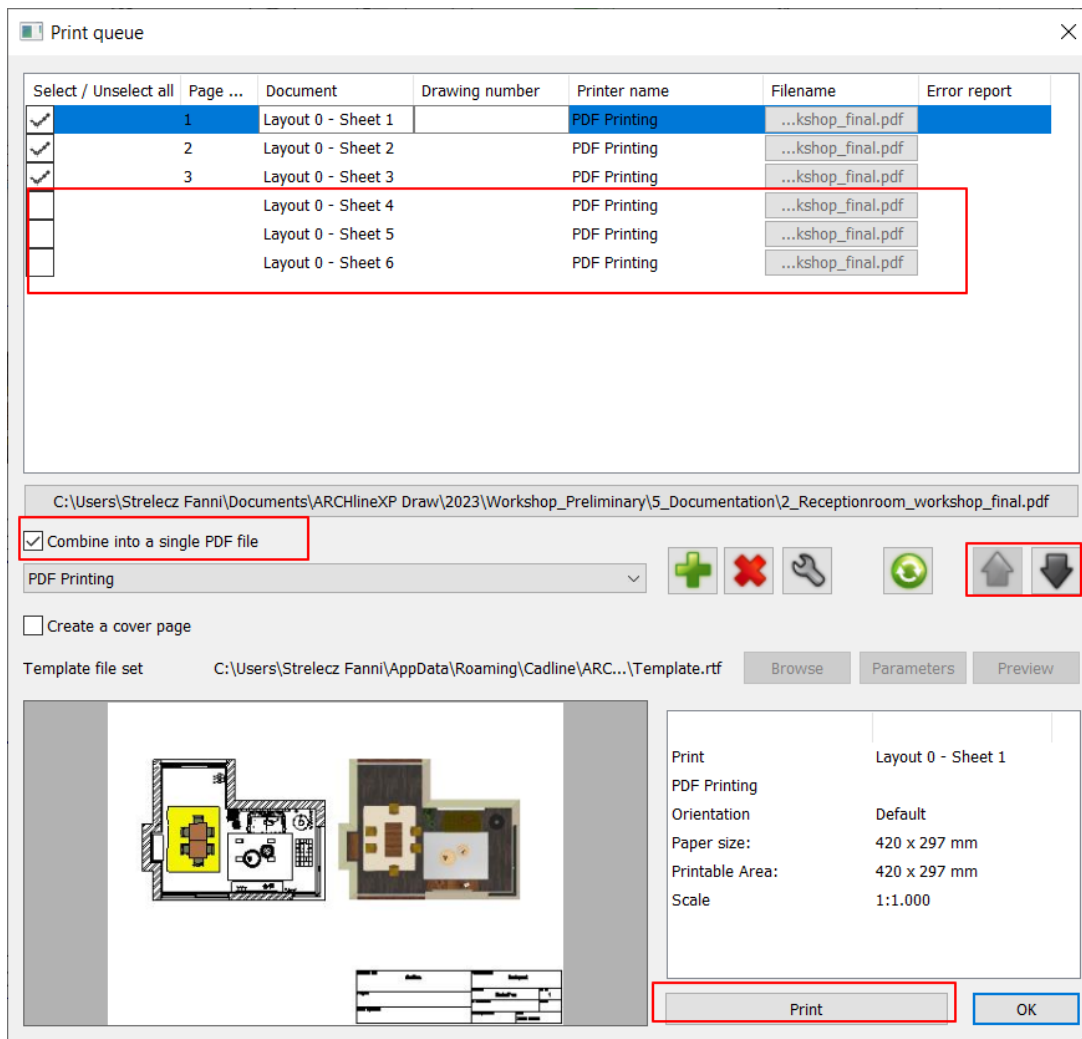 Print queue
Select / Unselect all Page ... Document Drawing number Printer name Filename Error report
1 Layout 0 - Sheet 1 PDF Printing ...kshop_final.pdf
2 Layout 0 - Sheet 2 PDF Printing ...kshop_final.pdf
3 Layout 0 - Sheet 3 PDF Printing ...kshop_final.pdf
Layout 0 - Sheet 4 PDF Printing ...kshop_final.pdf
Layout 0 - Sheet 5 PDF Printing ...kshop_final.pdf
Layout 0 - Sheet 6 PDF Printing ...kshop_final.pdf
C:\Users\Strelecz Fanni\Documents\ARCHlineXP Draw\2023\Workshop_Preliminary\5_Documentation\2_Receptionroom_workshop_final.pdf
Combine into a single PDF file
PDF Printing
Create a cover page
Template file set C:\Users\Strelecz Fanni\AppData\Roaming\Cadline\ARC...\Template.rtf Browse Parameters Preview
Print Layout 0 - Sheet 1
PDF Printing
Orientation Default
Paper size: 420 x 297 mm
Printable Area: 420 x 297 mm
Scale 1:1.000
Print OK